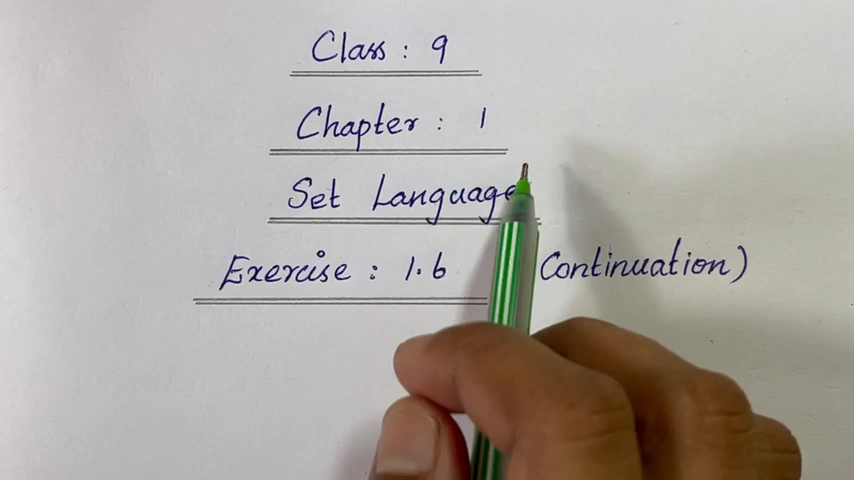 Class : 9
Chapter : 1
Set Language
Exercise : 1.6 Continuation)